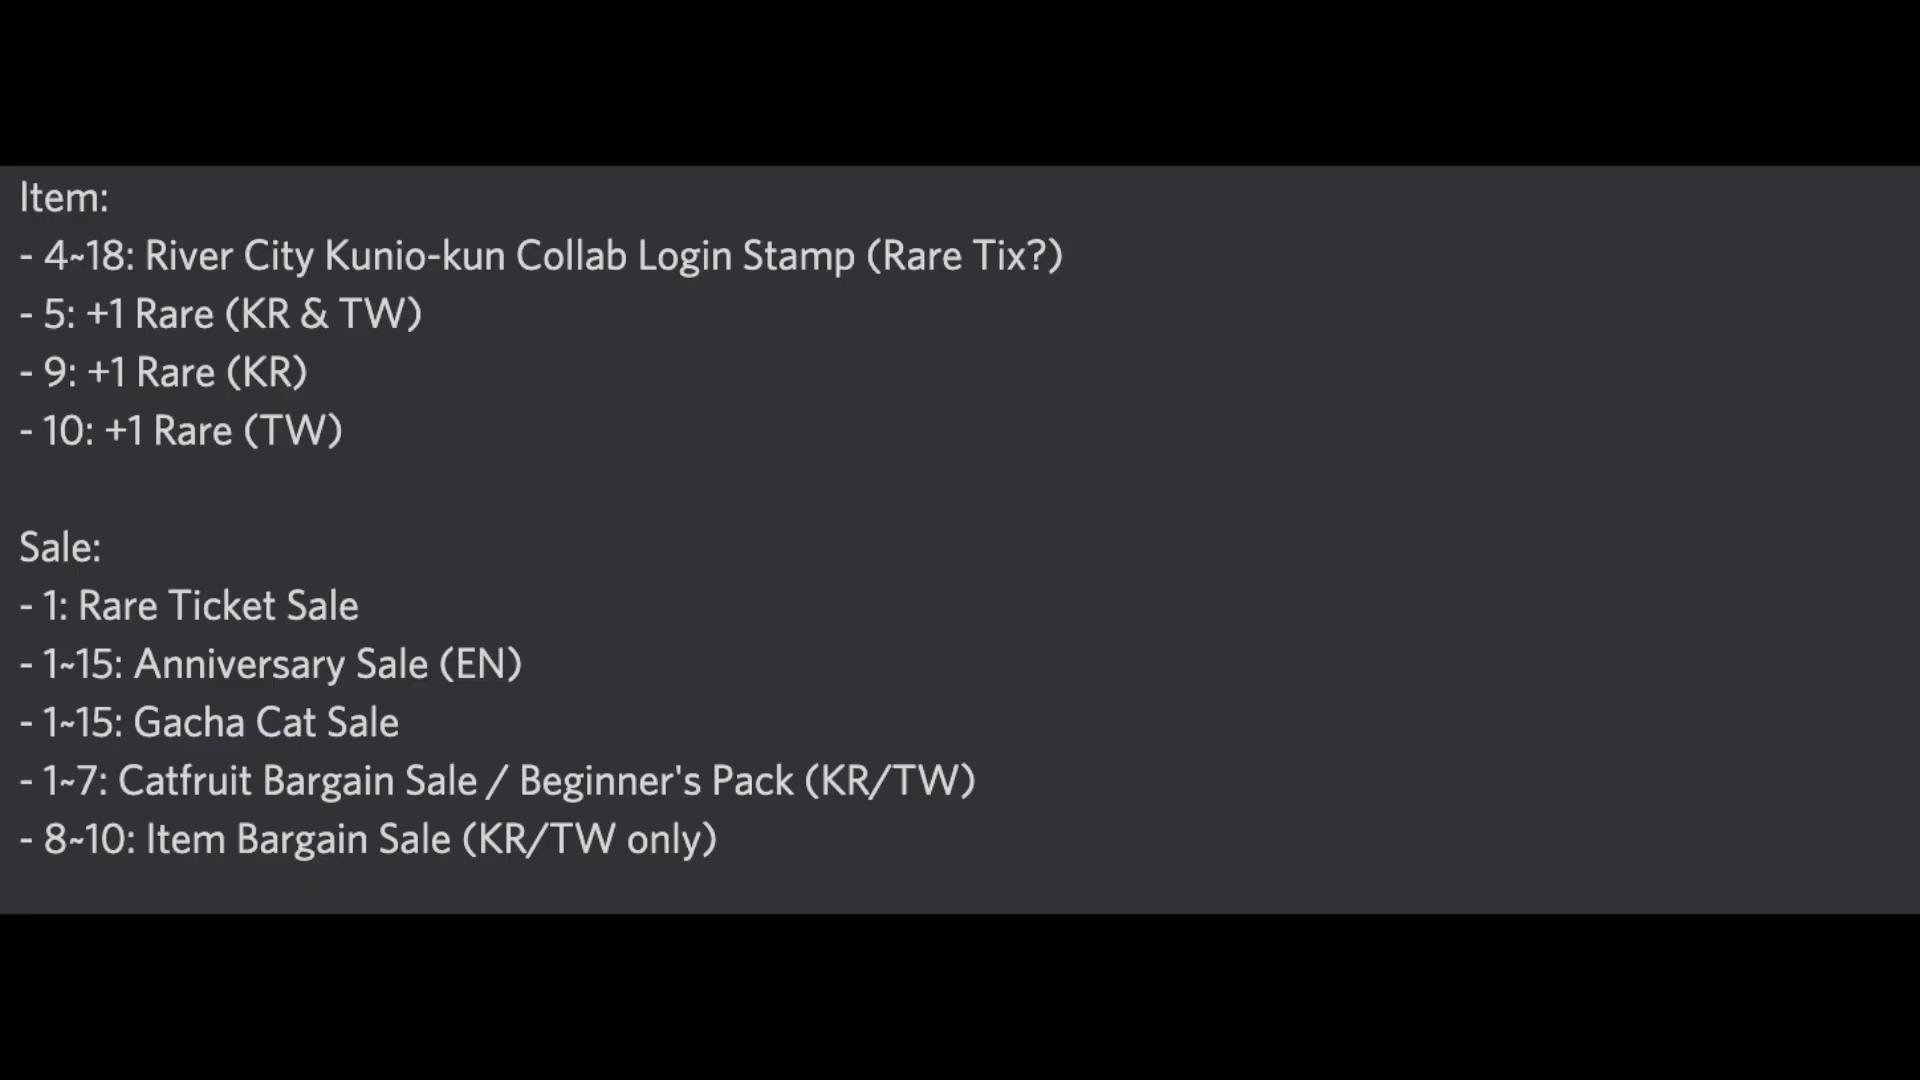 Item:
- 4~18: River City Kunio-kun Collab Login Stamp (Rare Tix?)
- 5: +1 Rare (KR & TW)
- 9: +1 Rare (KR)
- 10: +1 Rare (TW)
Sale:
- 1: Rare Ticket Sale
- 1~15: Anniversary Sale (EN)
- 1~15: Gacha Cat Sale
- 1~7: Catfruit Bargain Sale / Beginner's Pack (KR/TW)
- 8~10: Item Bargain Sale (KR/TW only)